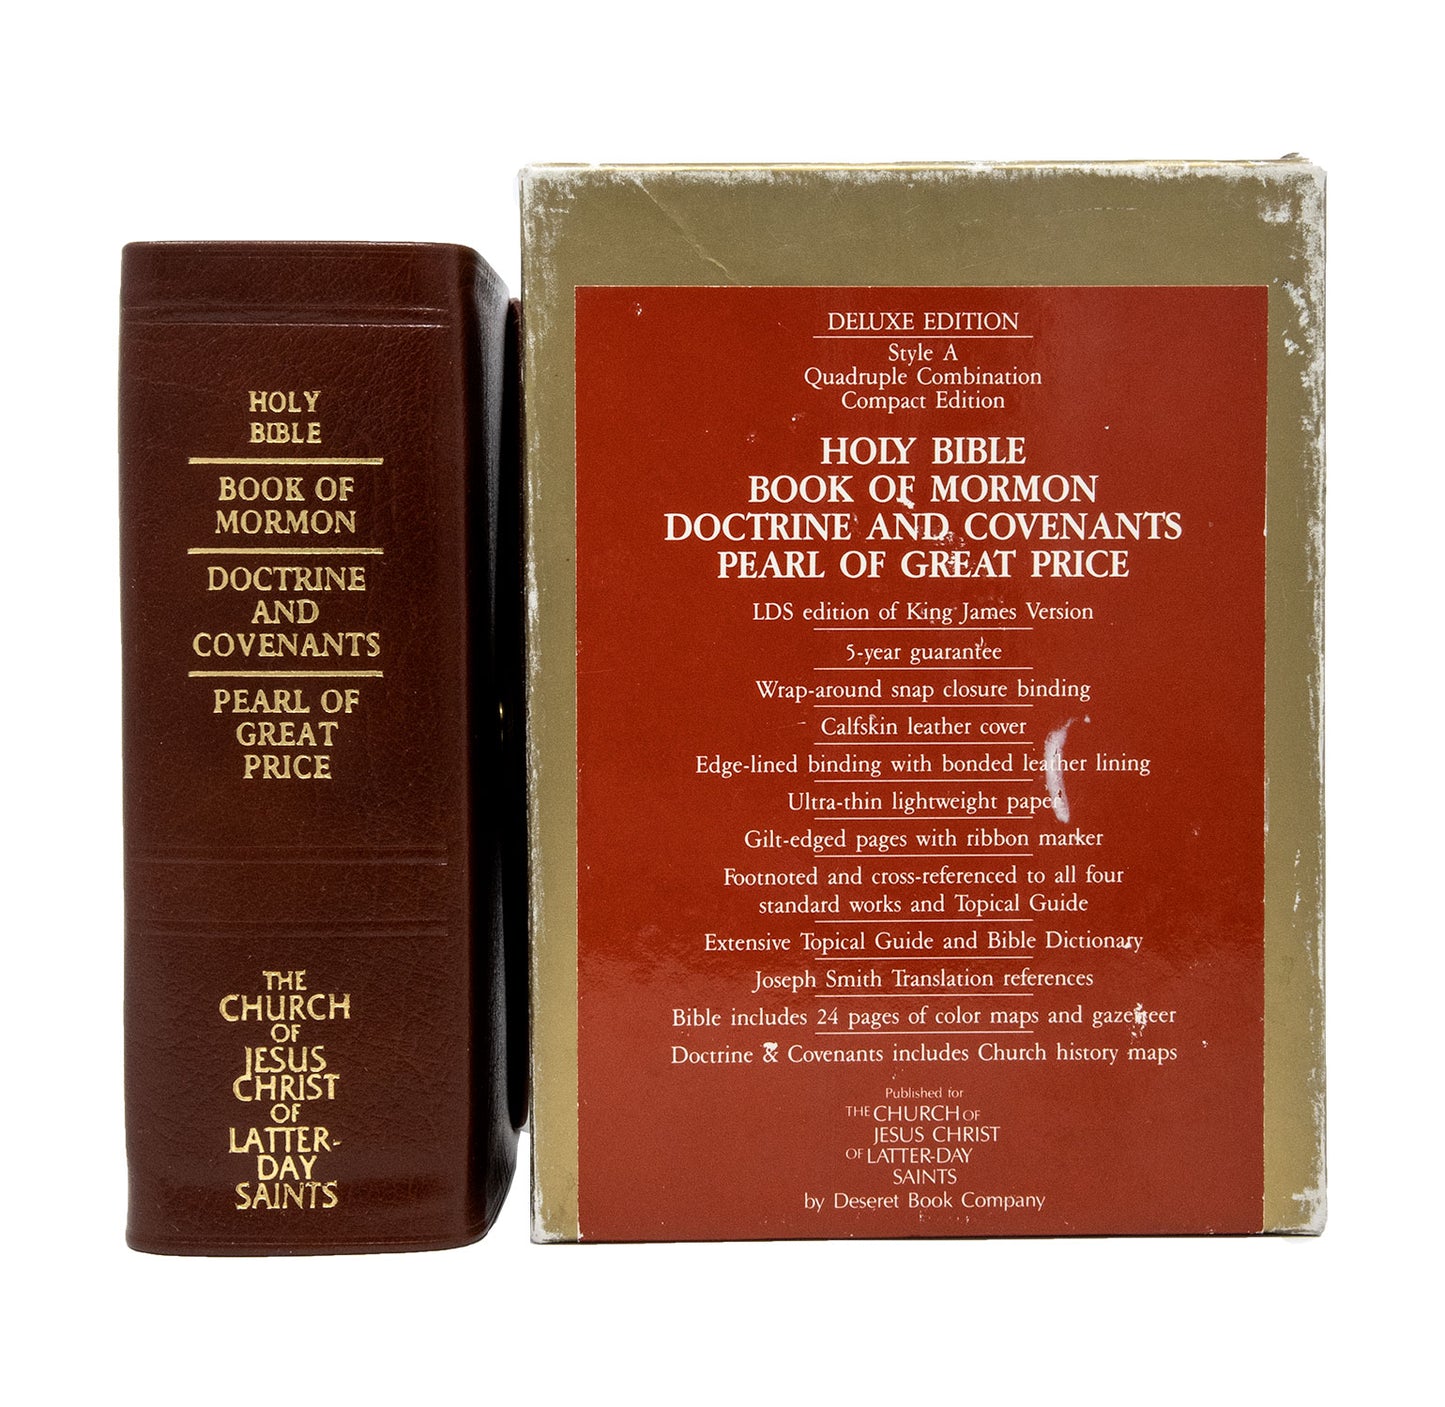 HOLY
BIBLE
BOOK OF
MORMON
DOCTRINE
AND
COVENANTS
PEARL OF
GREAT
PRICE
THE
CHURCH
OF
JESUS
CHRIST
OF
LATTER-
DAY
SAINTS
DELUXE EDITION
Style A
Quadruple Combination
Compact Edition
HOLY BIBLE
BOOK OF MORMON
DOCTRINE AND COVENANTS
PEARL OF GREAT PRICE
LDS edition of King James Version
5-year guarantee
Wrap-around snap closure binding
Calfskin leather cover
Edge-lined binding with bonded leather lining
Ultra-thin lightweight paper
Gilt-edged pages with ribbon marker
Footnoted and cross-referenced to all four
standard works and Topical Guide
Extensive Topical Guide and Bible Dictionary
Joseph Smith Translation references
Bible includes 24 pages of color maps and gazetteer
Doctrine & Covenants includes Church history maps
Published for
THE CHURCH OF
JESUS CHRIST
OF LATTER-DAY
SAINTS
by Deseret Book Company